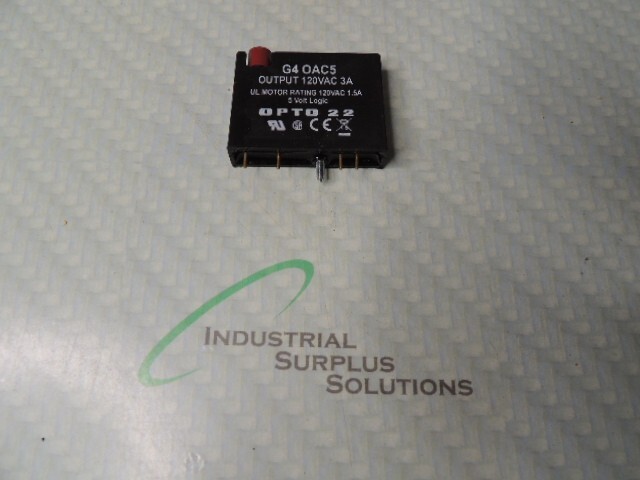 G4 OAC5
OUTPUT 120VAC 3A
UL MOTOR RATING 120VAC 1.5A
5 Volt Logic
OPTO 22
INDUSTRIAL
SURPLUS
SOLUTIONS